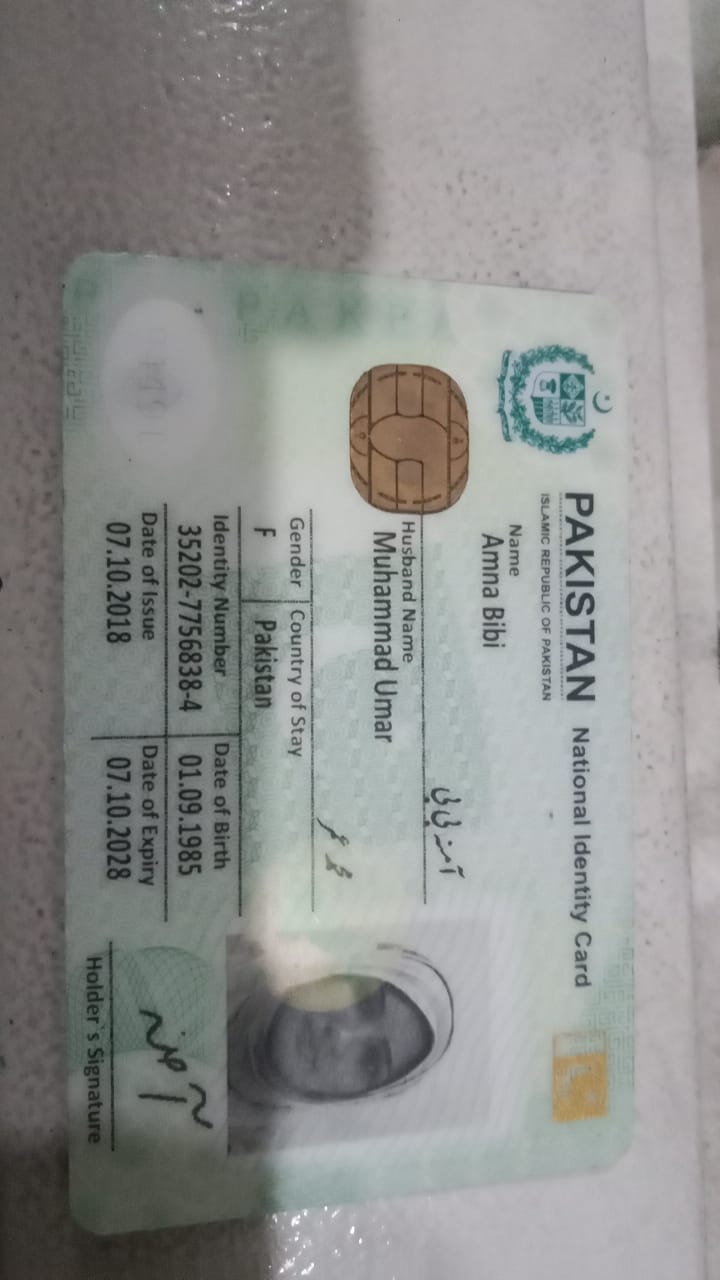 PAKISTAN National Identity Card
ISLAMIC REPUBLIC OF PAKISTAN
Name
Amna Bibi
آمنہ بی بی
Husband Name
Muhammad Umar
محمد عمر
Gender Country of Stay
F Pakistan
Identity Number Date of Birth
35202-7756838-4 01.09.1985
Date of Issue Date of Expiry
07.10.2018 07.10.2028
آمنہ
Holder's Signature